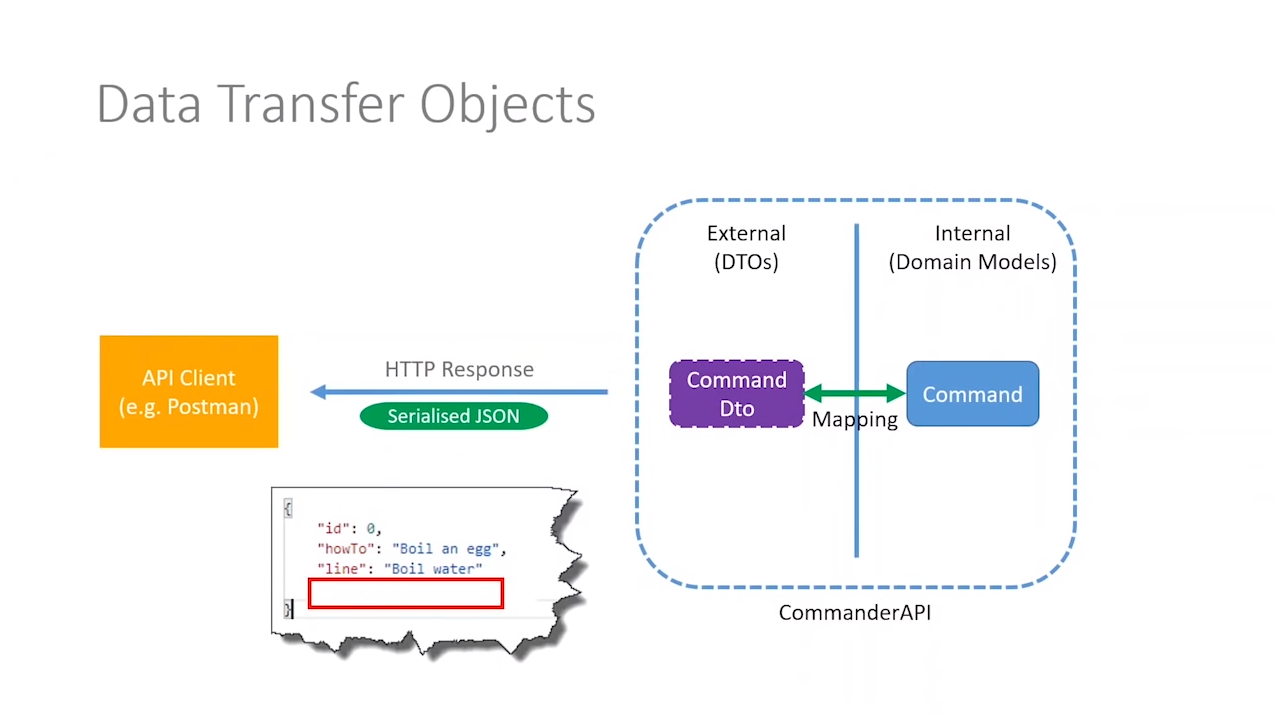 Data Transfer Objects
External
(DTOs)
Internal
(Domain Models)
API Client
(e.g. Postman)
HTTP Response
Serialised JSON
Command
Dto
Mapping
Command
{
"id": 0,
"howTo": "Boil an egg",
"line": "Boil water"
}
CommanderAPI